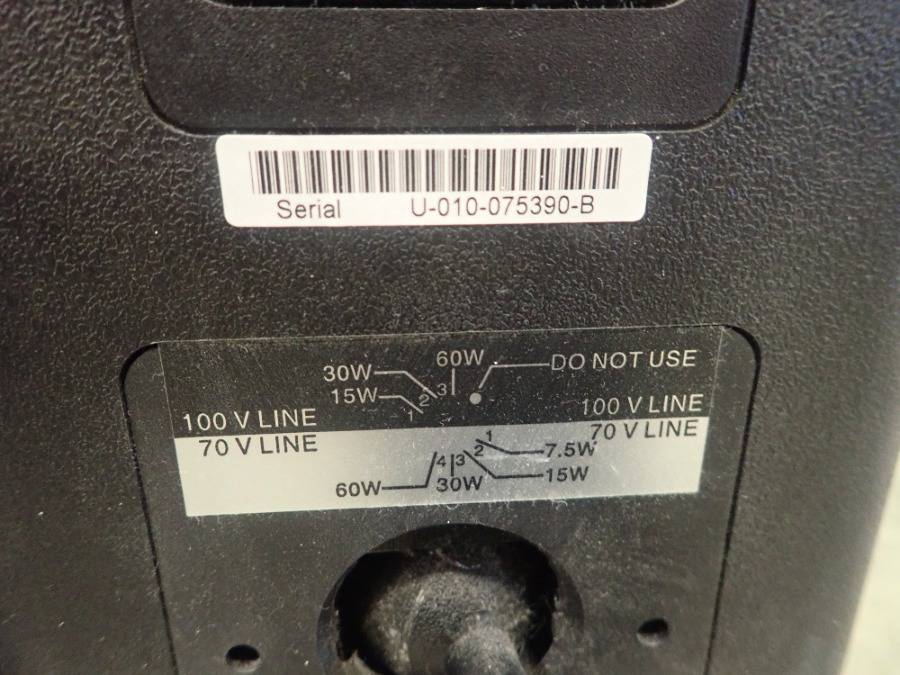 Serial U-010-075390-B
60W DO NOT USE
30W
15W 1 2 3
100 V LINE 100 V LINE
70 V LINE 70 V LINE
4 3 2 1 7.5W
60W 30W 15W